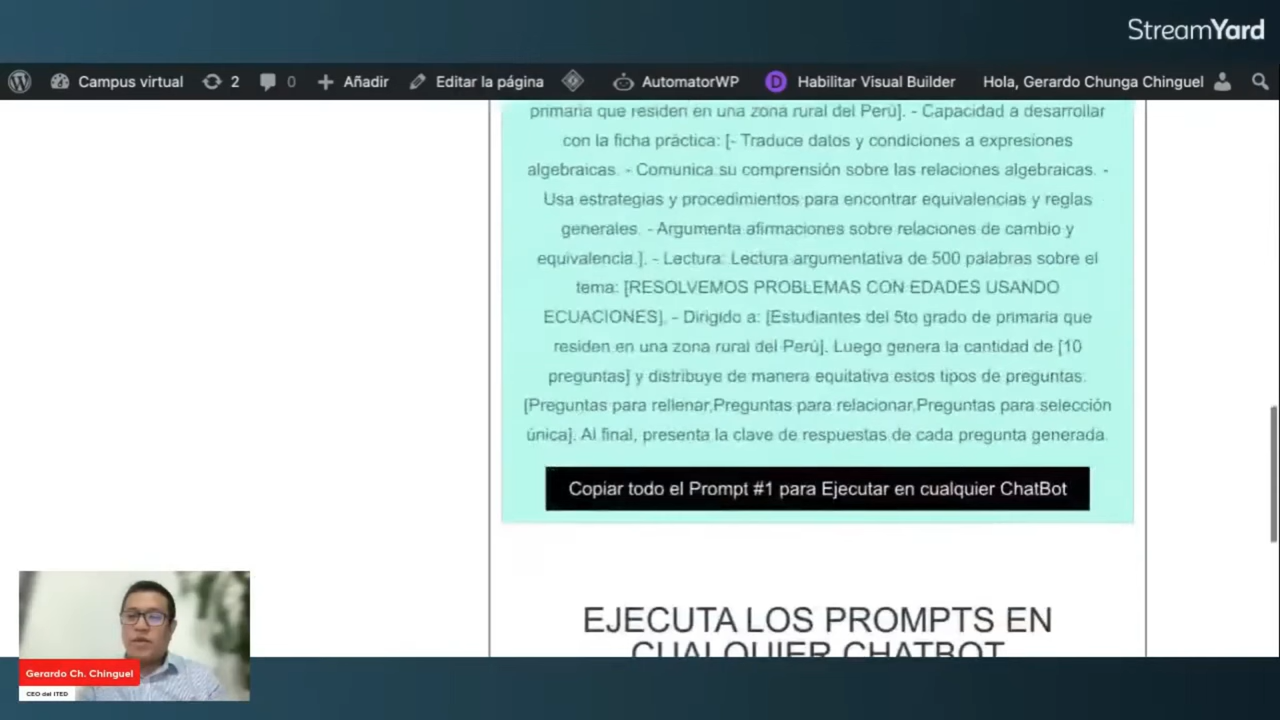 StreamYard
Campus virtual 2 0 Añadir Editar la página AutomatorWP D Habilitar Visual Builder Hola, Gerardo Chunga Chinguel
primaria que residen en una zona rural del Perú]. - Capacidad a desarrollar
con la ficha práctica: [- Traduce datos y condiciones a expresiones
algebraicas. - Comunica su comprensión sobre las relaciones algebraicas. -
Usa estrategias y procedimientos para encontrar equivalencias y reglas
generales. - Argumenta afirmaciones sobre relaciones de cambio y
equivalencia.]. - Lectura: Lectura argumentativa de 500 palabras sobre el
tema: [RESOLVEMOS PROBLEMAS CON EDADES USANDO
ECUACIONES]. - Dirigido a: [Estudiantes del 5to grado de primaria que
residen en una zona rural del Perú]. Luego genera la cantidad de [10
preguntas] y distribuye de manera equitativa estos tipos de preguntas:
[Preguntas para rellenar,Preguntas para relacionar,Preguntas para selección
única]. Al final, presenta la clave de respuestas de cada pregunta generada.
Copiar todo el Prompt #1 para Ejecutar en cualquier ChatBot
EJECUTA LOS PROMPTS EN
CUALQUIER CHATBOT
Gerardo Ch. Chinguel
CEO del ITED